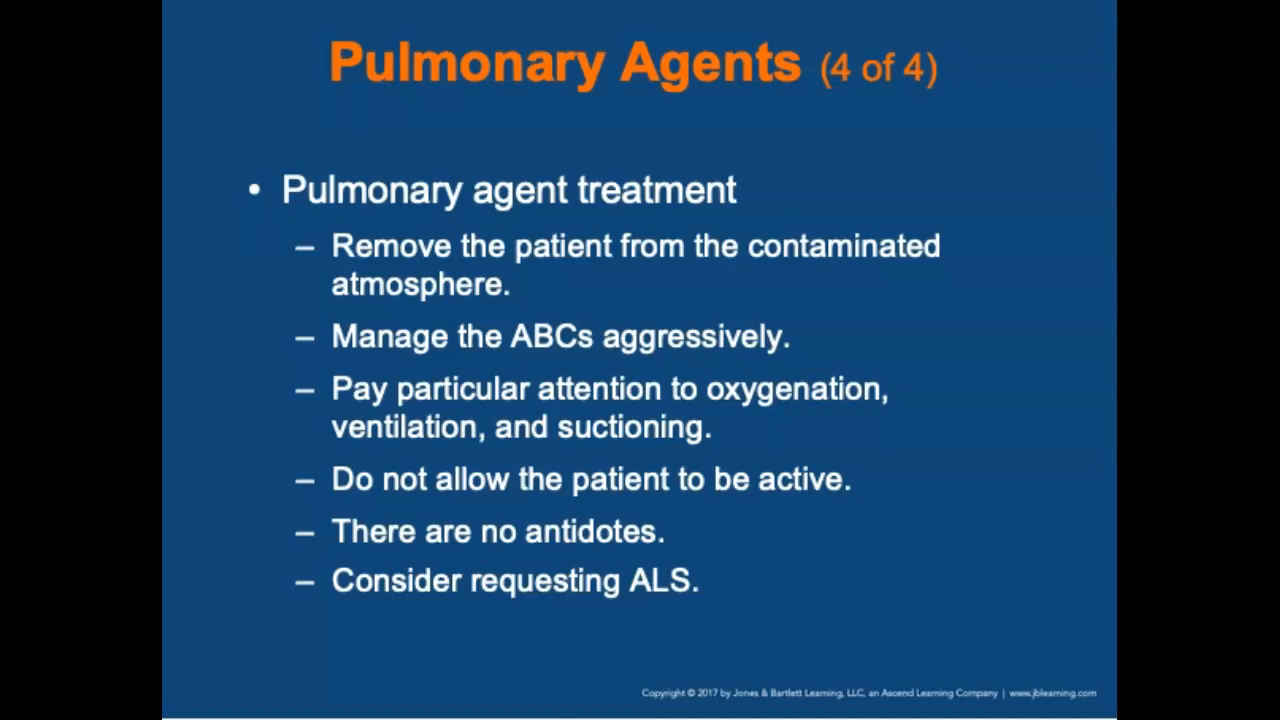 Pulmonary Agents (4 of 4)
• Pulmonary agent treatment
– Remove the patient from the contaminated
atmosphere.
– Manage the ABCs aggressively.
– Pay particular attention to oxygenation,
ventilation, and suctioning.
– Do not allow the patient to be active.
– There are no antidotes.
– Consider requesting ALS.
Copyright © 2017 by Jones & Bartlett Learning, LLC, an Ascend Learning Company | www.jblearning.com